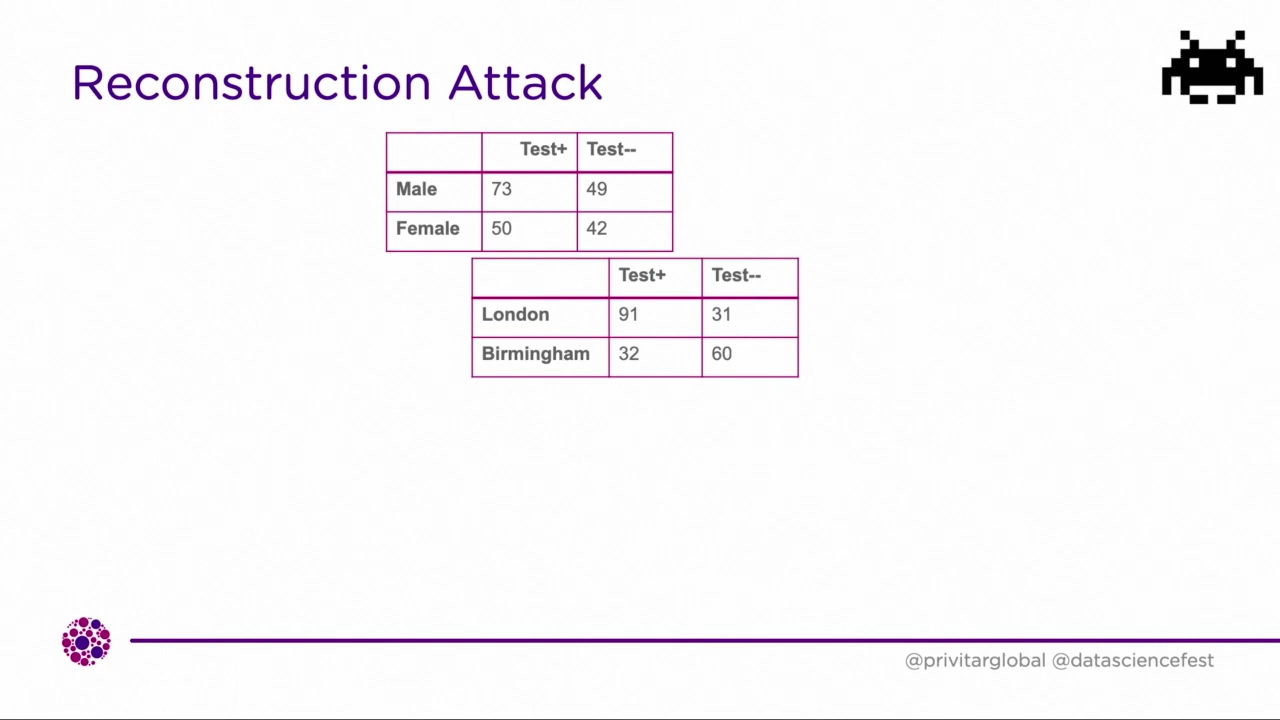 Reconstruction Attack
Test+ Test--
Male 73 49
Female 50 42
Test+ Test--
London 91 31
Birmingham 32 60
@privitarglobal @datasciencefest